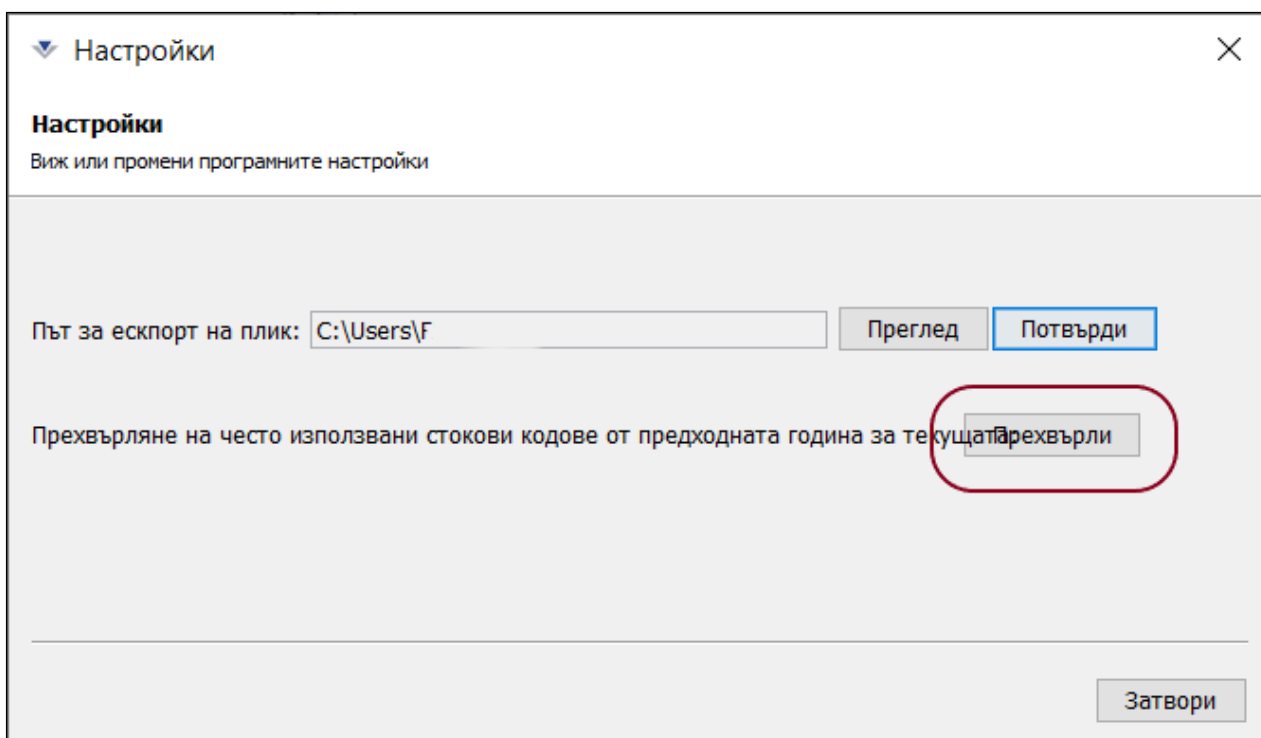 Настройки
Настройки
Виж или промени програмните настройки
Път за ескпорт на плик: C:\Users\F Преглед Потвърди
Прехвърляне на често използвани стокови кодове от предходната година за текущата: Прехвърли
Затвори